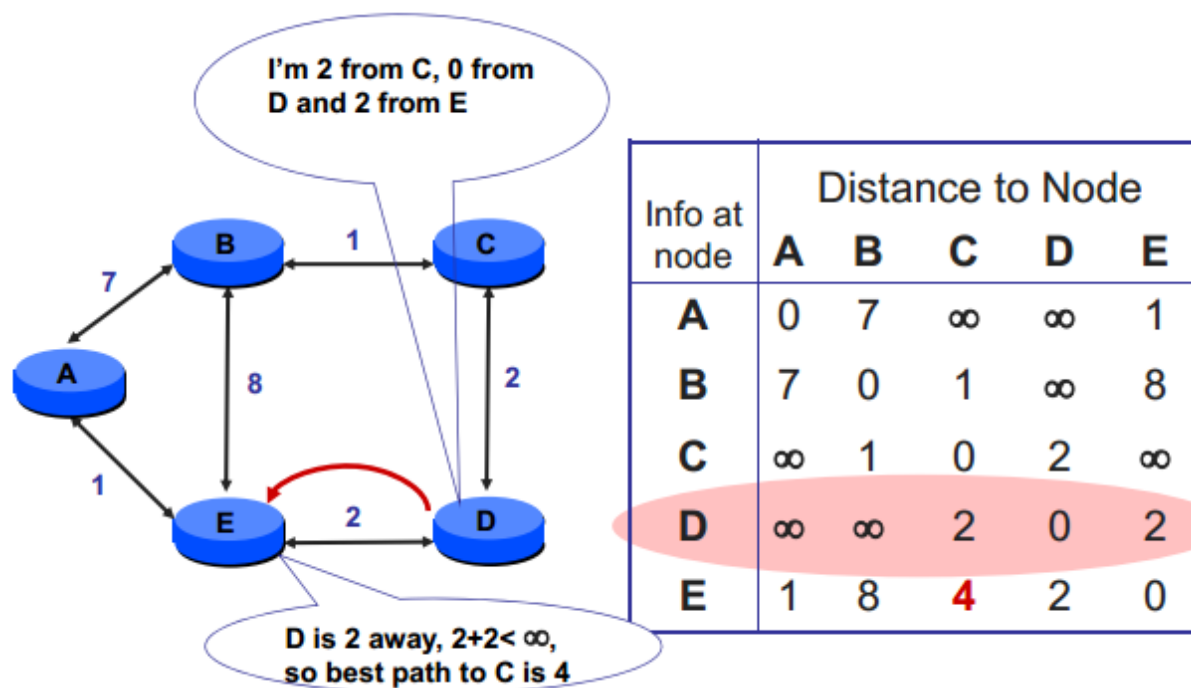 I'm 2 from C, 0 from
D and 2 from E
B
1
C
7
A
8
2
1
E
2
D
D is 2 away, 2+2< ∞,
so best path to C is 4
Info at
node
Distance to Node
A B C D E
A 0 7 ∞ ∞ 1
B 7 0 1 ∞ 8
C ∞ 1 0 2 ∞
D ∞ ∞ 2 0 2
E 1 8 4 2 0